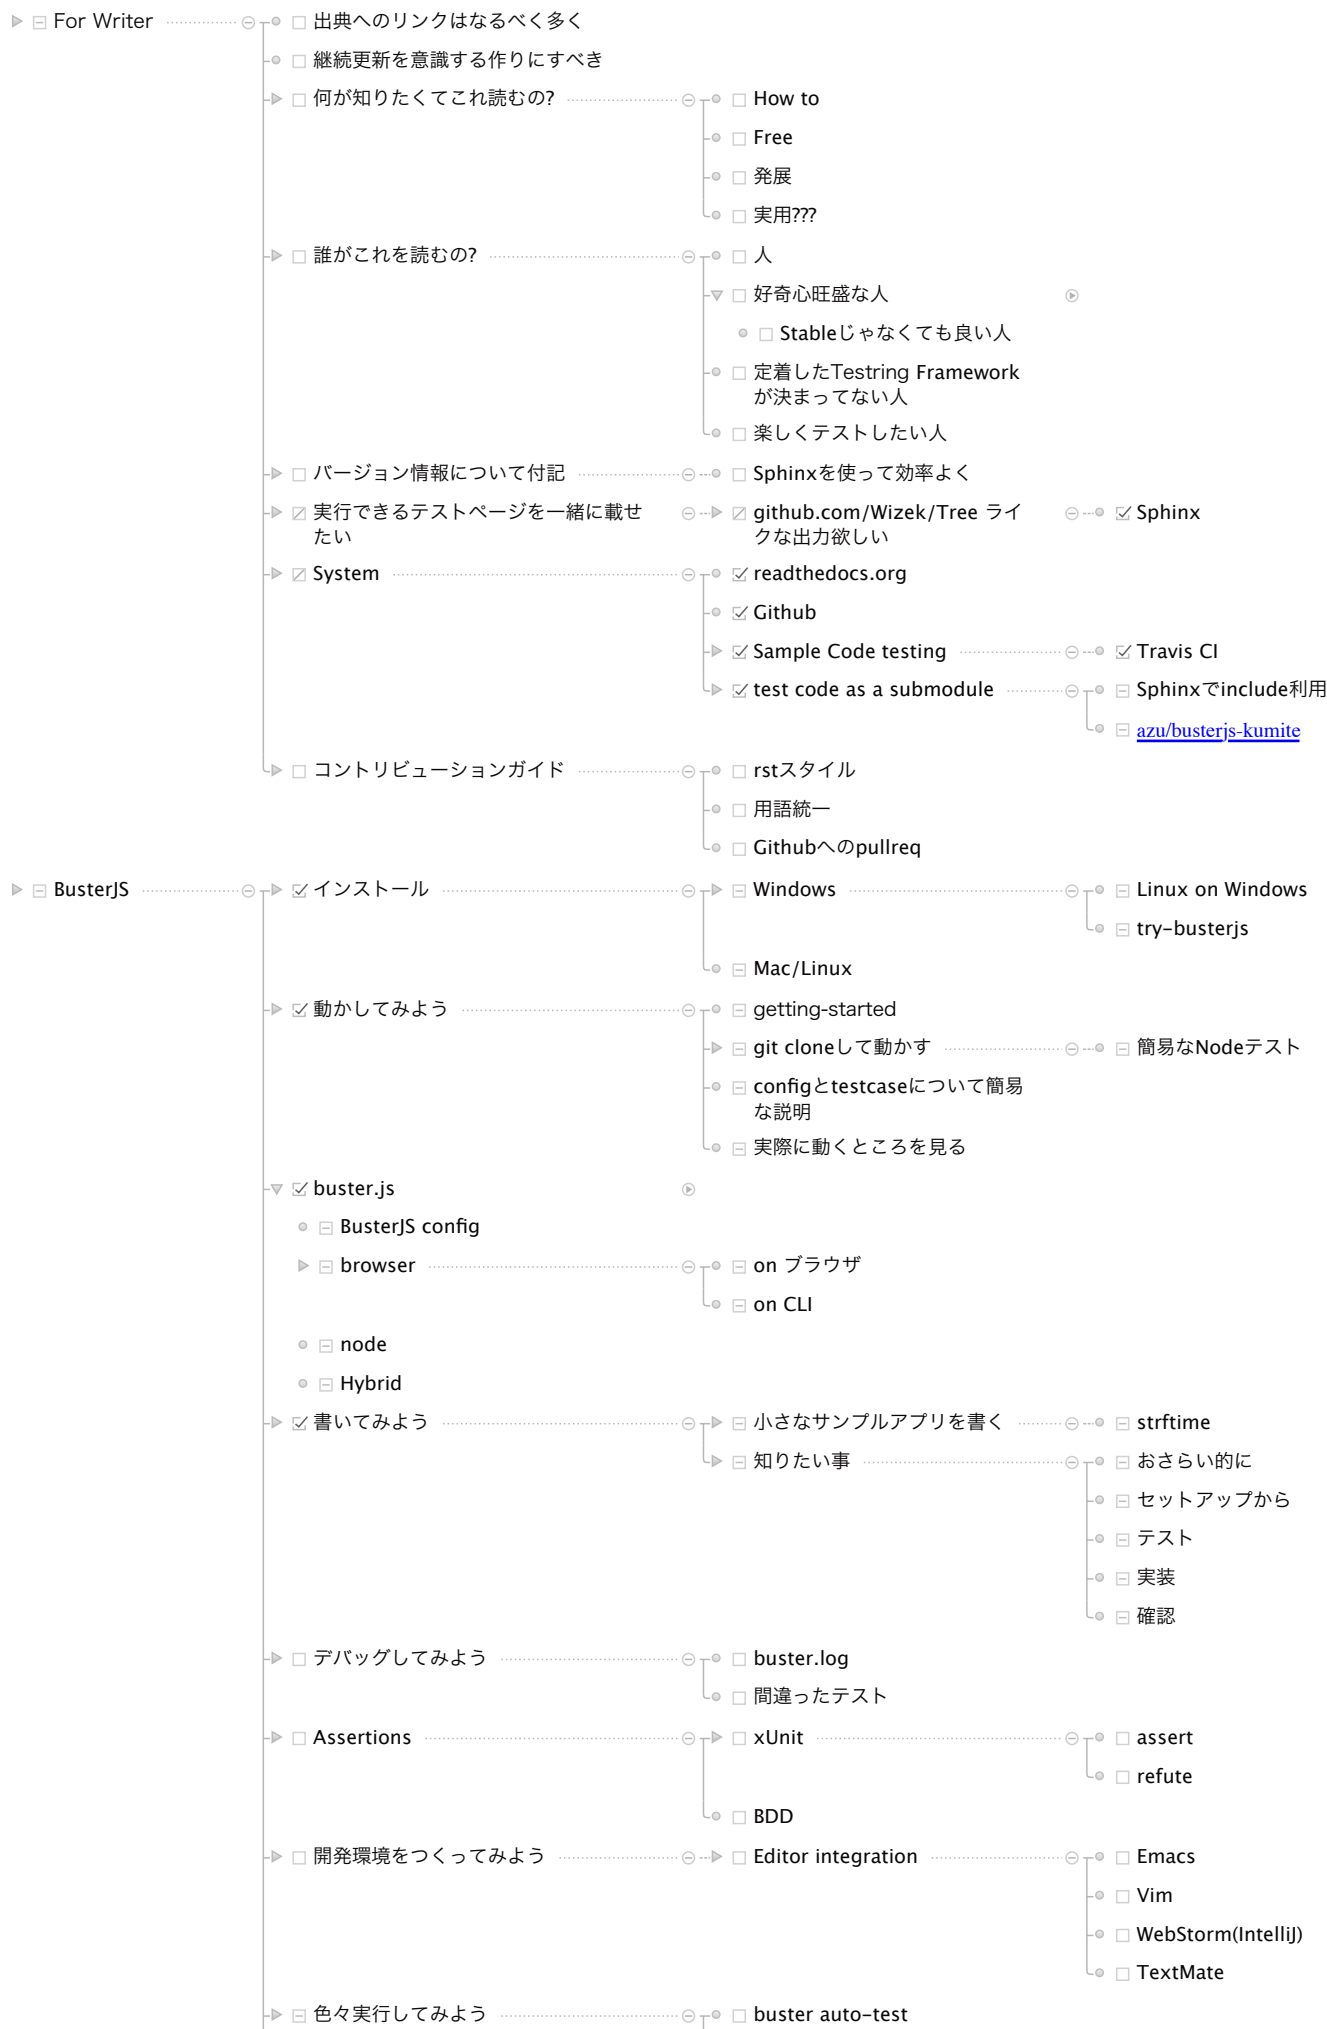 For Writer
出典へのリンクはなるべく多く
継続更新を意識する作りにすべき
何が知りたくてこれ読むの?
How to
Free
発展
実用???
誰がこれを読むの?
人
好奇心旺盛な人
Stableじゃなくても良い人
定着したTestring Framework
が決まってない人
楽しくテストしたい人
バージョン情報について付記
Sphinxを使って効率よく
実行できるテストページを一緒に載せ
たい
github.com/Wizek/Tree ライ
クな出力欲しい
Sphinx
System
readthedocs.org
Github
Sample Code testing
Travis CI
test code as a submodule
Sphinxでinclude利用
azu/busterjs-kumite
コントリビューションガイド
rstスタイル
用語統一
Githubへのpullreq
BusterJS
インストール
Windows
Linux on Windows
try-busterjs
Mac/Linux
動かしてみよう
getting-started
git cloneして動かす
簡易なNodeテスト
configとtestcaseについて簡易
な説明
実際に動くところを見る
buster.js
BusterJS config
browser
on ブラウザ
on CLI
node
Hybrid
書いてみよう
小さなサンプルアプリを書く
strftime
知りたい事
おさらい的に
セットアップから
テスト
実装
確認
デバッグしてみよう
buster.log
間違ったテスト
Assertions
xUnit
assert
refute
BDD
開発環境をつくってみよう
Editor integration
Emacs
Vim
WebStorm(IntelliJ)
TextMate
色々実行してみよう
buster auto-test